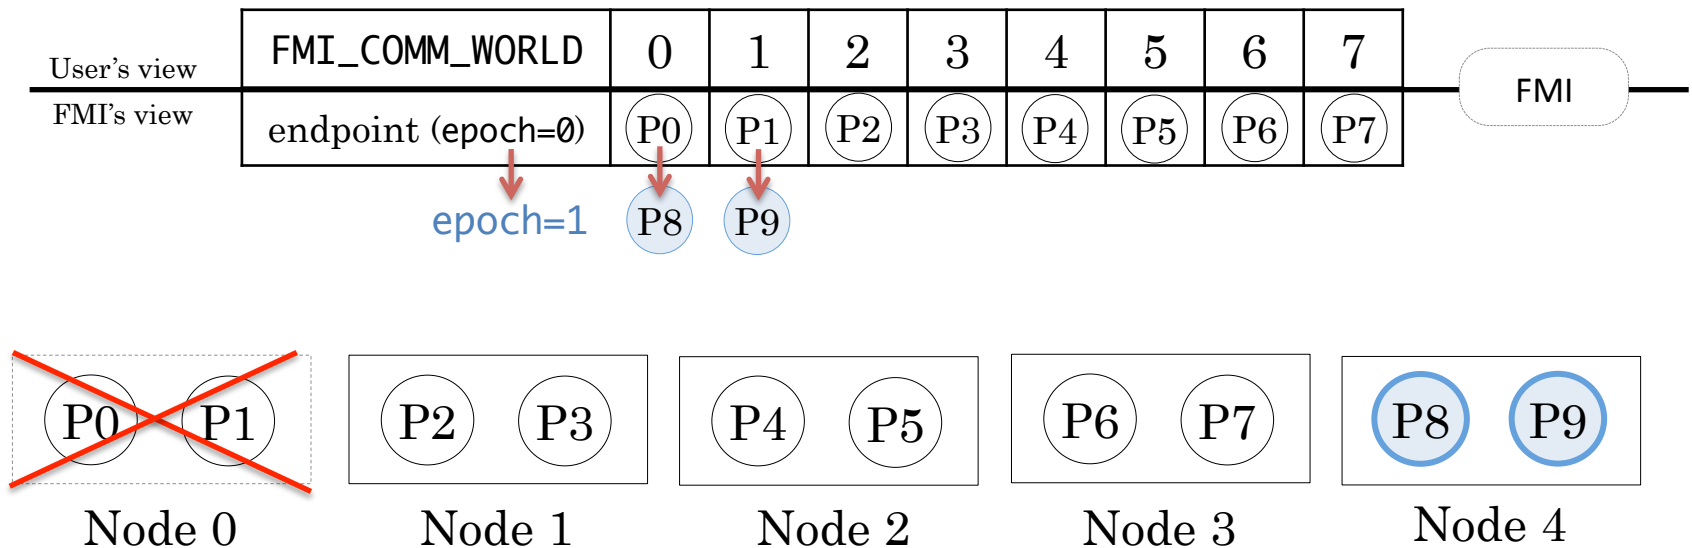 User's view
FMI_COMM_WORLD 0 1 2 3 4 5 6 7
FMI
FMI's view
endpoint (epoch=0) P0 P1 P2 P3 P4 P5 P6 P7
epoch=1 P8 P9
P0 P1 P2 P3 P4 P5 P6 P7 P8 P9
Node 0 Node 1 Node 2 Node 3 Node 4